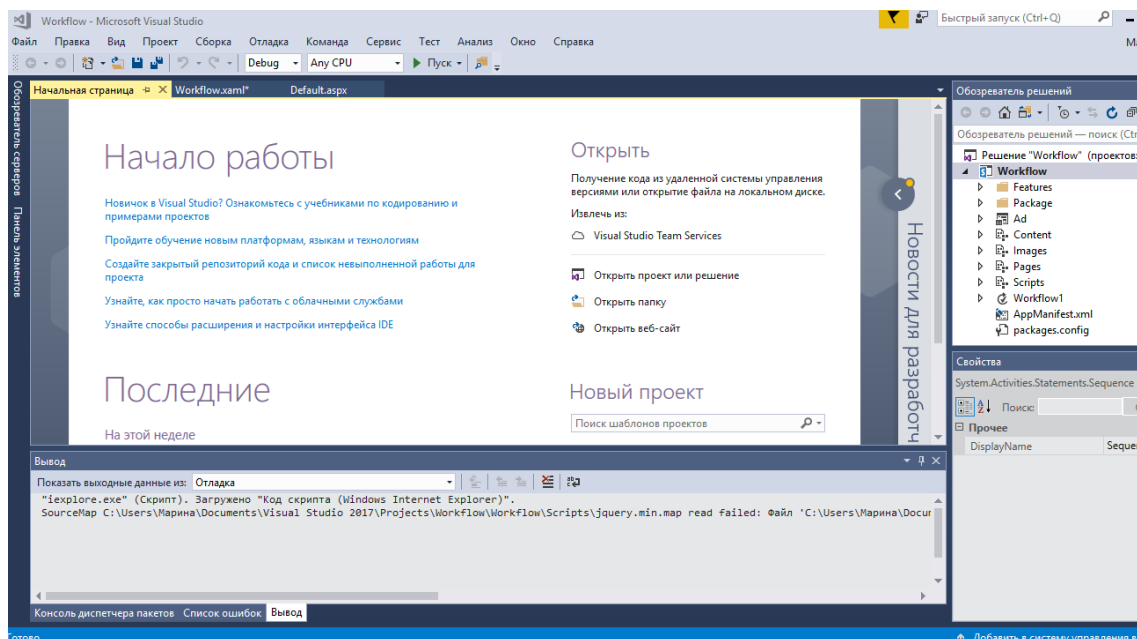 Workflow - Microsoft Visual Studio
Быстрый запуск (Ctrl+Q)
Файл Правка Вид Проект Сборка Отладка Команда Сервис Тест Анализ Окно Справка
Debug Any CPU Пуск
Обозреватель серверов
Панель элементов
Начальная страница Workflow.xaml* Default.aspx
Начало работы
Новичок в Visual Studio? Ознакомьтесь с учебниками по кодированию и
примерами проектов
Пройдите обучение новым платформам, языкам и технологиям
Создайте закрытый репозиторий кода и список невыполненной работы для
проекта
Узнайте, как просто начать работать с облачными службами
Узнайте способы расширения и настройки интерфейса IDE
Последние
На этой неделе
Открыть
Получение кода из удаленной системы управления
версиями или открытие файла на локальном диске.
Извлечь из:
Visual Studio Team Services
Открыть проект или решение
Открыть папку
Открыть веб-сайт
Новый проект
Поиск шаблонов проектов
Новости для разработч
Обозреватель решений
Обозреватель решений — поиск (Ctr
Решение "Workflow" (проектов:
Workflow
Features
Package
Ad
Content
Images
Pages
Scripts
Workflow1
AppManifest.xml
packages.config
Свойства
System.Activities.Statements.Sequence
Поиск:
Прочее
DisplayName Seque
Вывод
Показать выходные данные из: Отладка
"iexplore.exe" (Скрипт). Загружено "Код скрипта (Windows Internet Explorer)".
SourceMap C:\Users\Марина\Documents\Visual Studio 2017\Projects\Workflow\Workflow\Scripts\jquery.min.map read failed: Файл 'C:\Users\Марина\Docum
Консоль диспетчера пакетов Список ошибок Вывод
Готово
Добавить в систему управления в